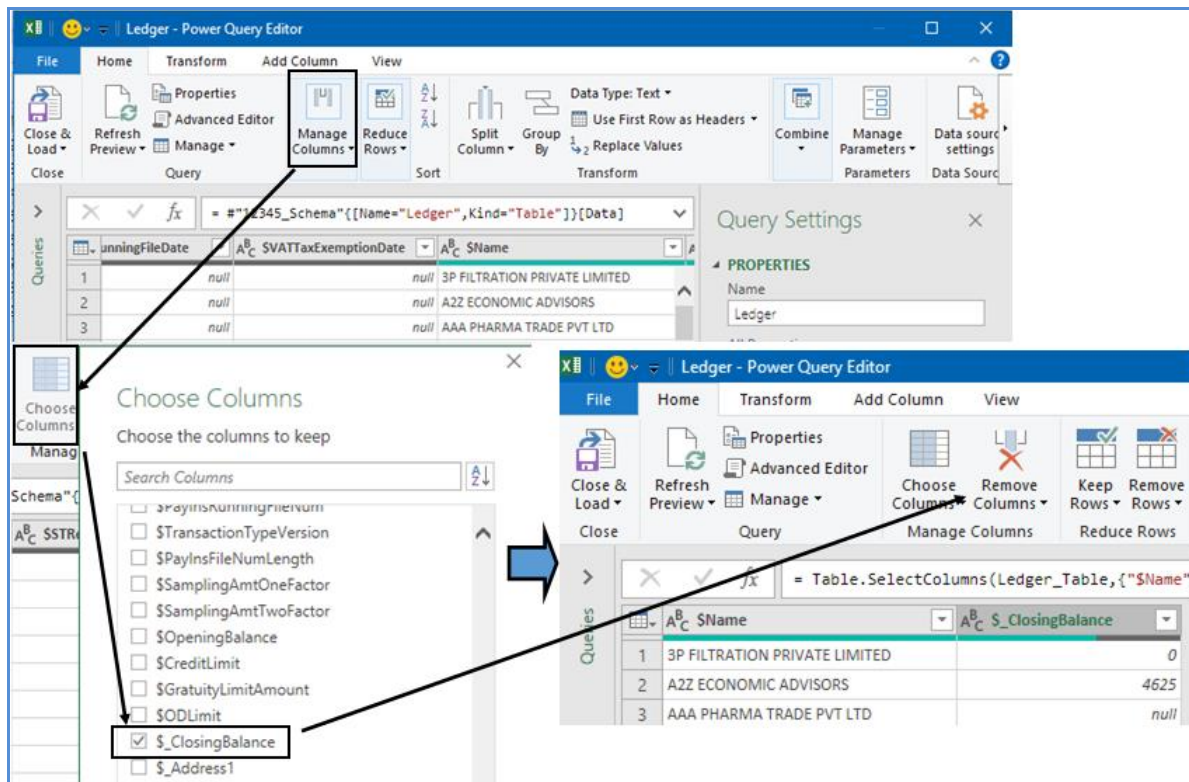 Ledger - Power Query Editor
File Home Transform Add Column View
Close & Load
Refresh Preview
Properties
Advanced Editor
Manage
Manage Columns
Reduce Rows
Split Column
Group By
Data Type: Text
Use First Row as Headers
Replace Values
Combine
Manage Parameters
Data sourc settings
Close Query Sort Transform Parameters Data Sourc
= #"12345_Schema"{[Name="Ledger",Kind="Table"]}[Data]
Queries
unningFileDate $VATTaxExemptionDate $Name
1 null null 3P FILTRATION PRIVATE LIMITED
2 null null A2Z ECONOMIC ADVISORS
3 null null AAA PHARMA TRADE PVT LTD
Query Settings
PROPERTIES
Name
Ledger
Choose Columns
Manag
Schema"{
$STRe
Choose Columns
Choose the columns to keep
Search Columns
$PayInsRunningFileNum
$TransactionTypeVersion
$PayInsFileNumLength
$SamplingAmtOneFactor
$SamplingAmtTwoFactor
$OpeningBalance
$CreditLimit
$GratuityLimitAmount
$ODLimit
$_ClosingBalance
$_Address1
Ledger - Power Query Editor
File Home Transform Add Column View
Close & Load
Refresh Preview
Properties
Advanced Editor
Manage
Choose Columns
Remove Columns
Keep Rows
Remove Rows
Close Query Manage Columns Reduce Rows
= Table.SelectColumns(Ledger_Table,{"$Name"
Queries
$Name $_ClosingBalance
1 3P FILTRATION PRIVATE LIMITED 0
2 A2Z ECONOMIC ADVISORS 4625
3 AAA PHARMA TRADE PVT LTD null